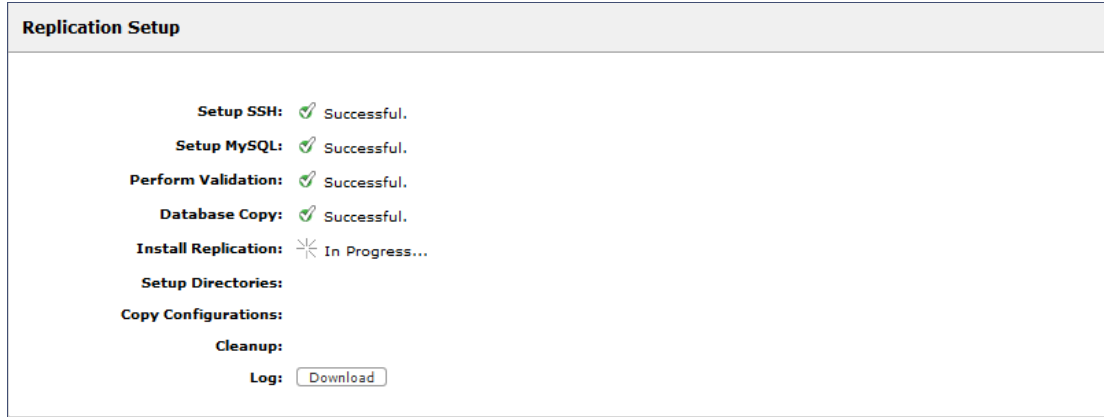 Replication Setup
Setup SSH: Successful.
Setup MySQL: Successful.
Perform Validation: Successful.
Database Copy: Successful.
Install Replication: In Progress...
Setup Directories:
Copy Configurations:
Cleanup:
Log: Download